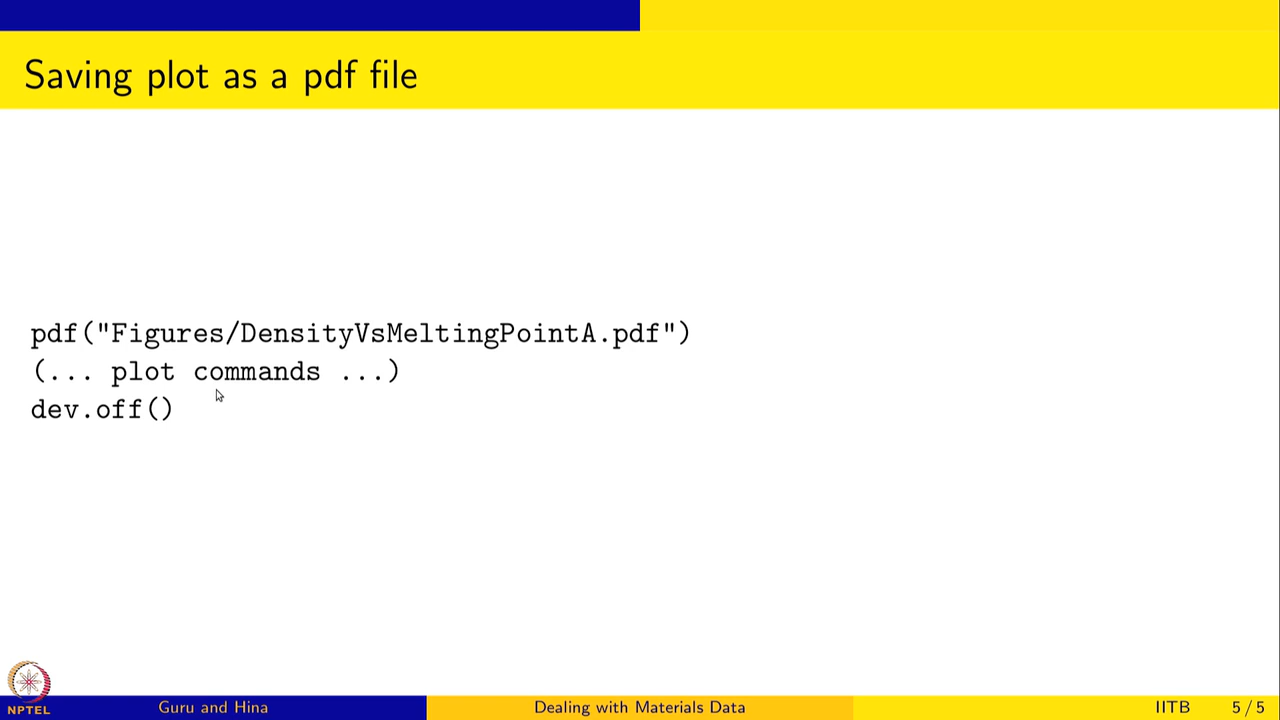 Saving plot as a pdf file
pdf("Figures/DensityVsMeltingPointA.pdf")
(... plot commands ...)
dev.off()
NPTEL
Guru and Hina
Dealing with Materials Data
IITB
5 / 5